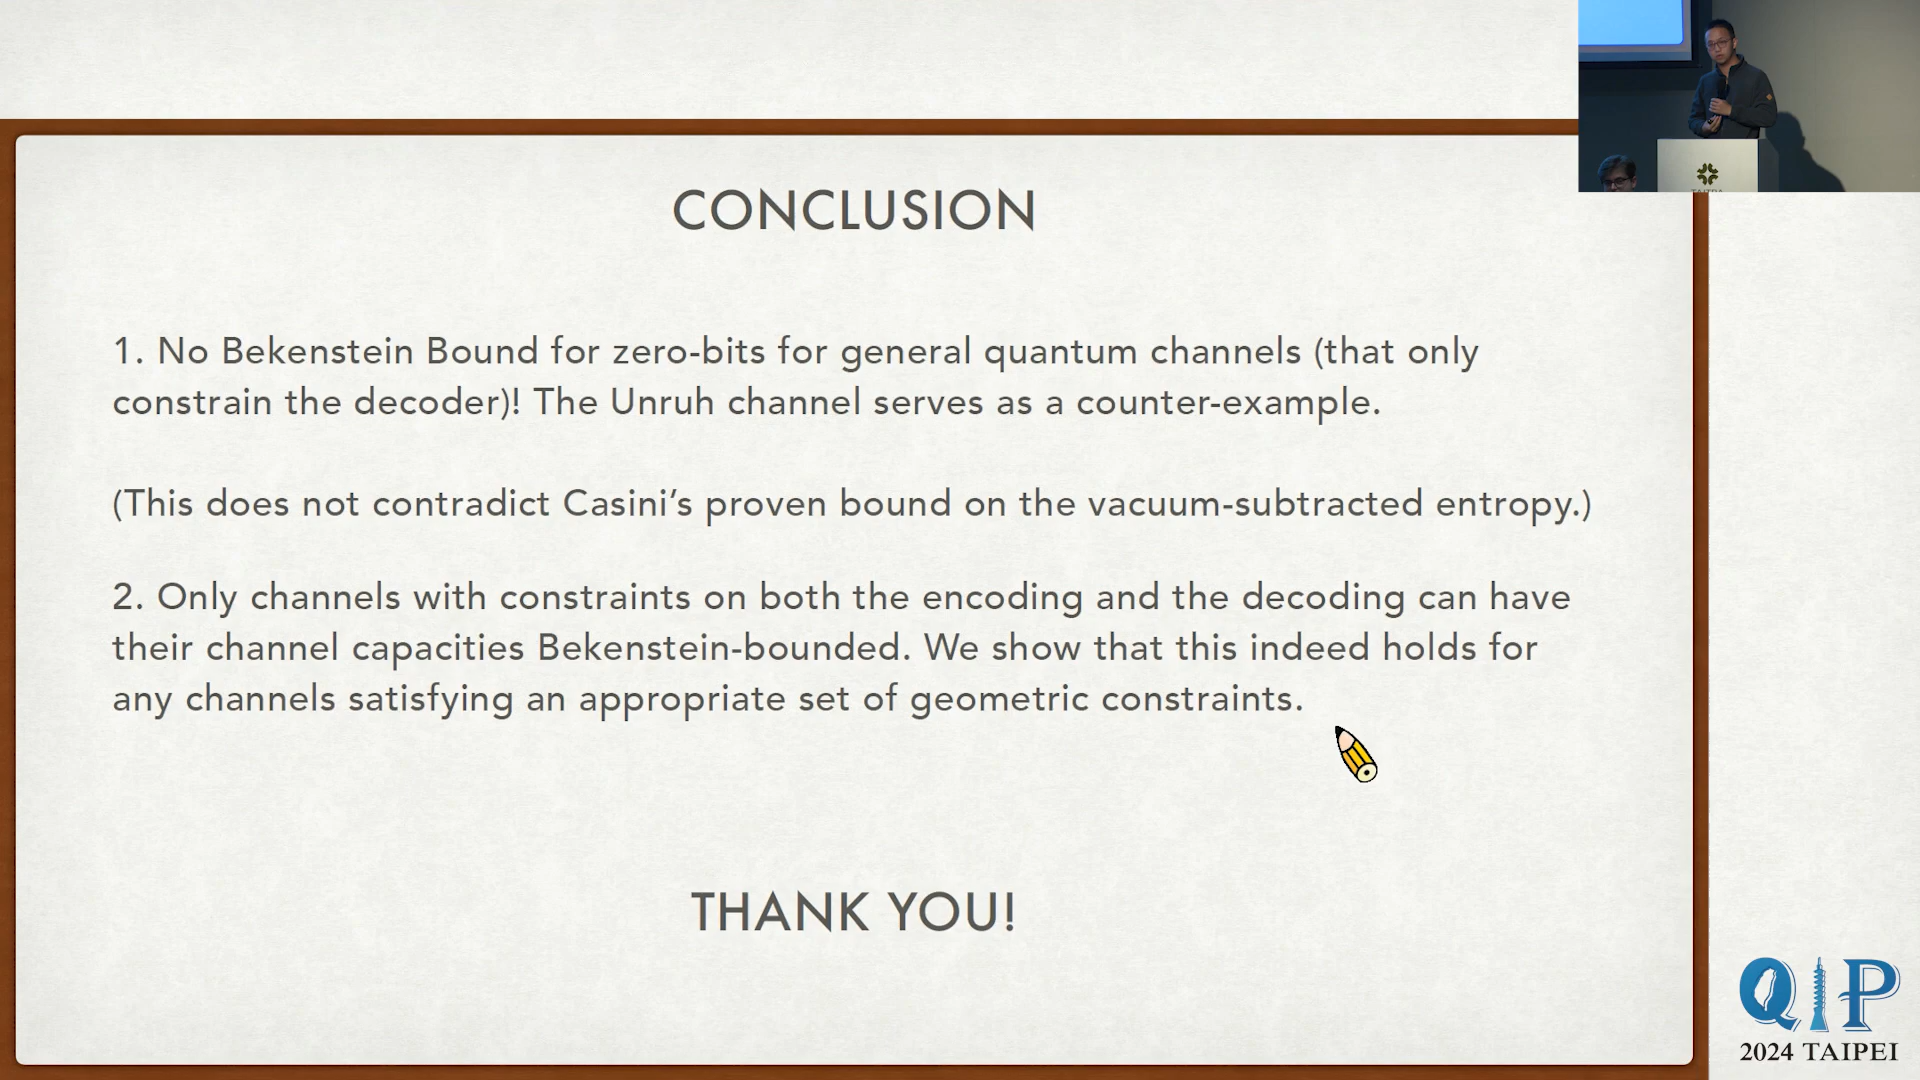 CONCLUSION
1. No Bekenstein Bound for zero-bits for general quantum channels (that only
constrain the decoder)! The Unruh channel serves as a counter-example.
(This does not contradict Casini’s proven bound on the vacuum-subtracted entropy.)
2. Only channels with constraints on both the encoding and the decoding can have
their channel capacities Bekenstein-bounded. We show that this indeed holds for
any channels satisfying an appropriate set of geometric constraints.
THANK YOU!
QIP
2024 TAIPEI